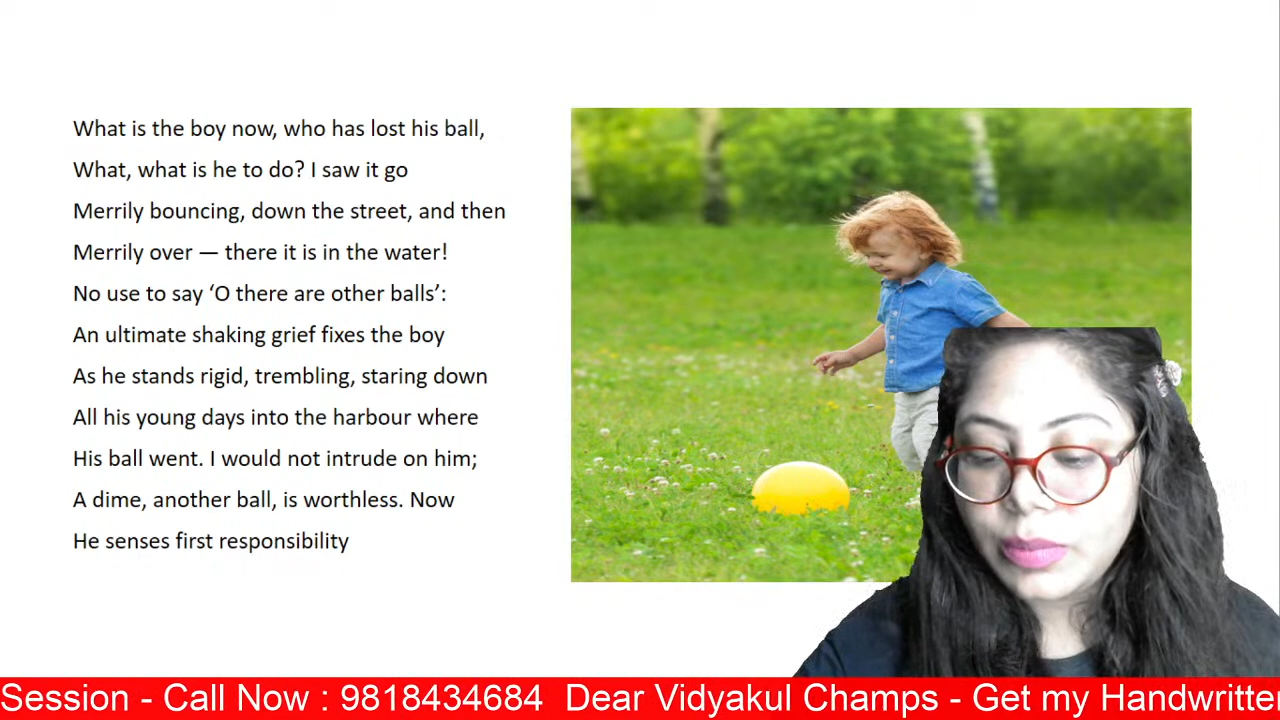 What is the boy now, who has lost his ball,
What, what is he to do? I saw it go
Merrily bouncing, down the street, and then
Merrily over — there it is in the water!
No use to say ‘O there are other balls’:
An ultimate shaking grief fixes the boy
As he stands rigid, trembling, staring down
All his young days into the harbour where
His ball went. I would not intrude on him;
A dime, another ball, is worthless. Now
He senses first responsibility
Session - Call Now : 9818434684 Dear Vidyakul Champs - Get my Handwritte